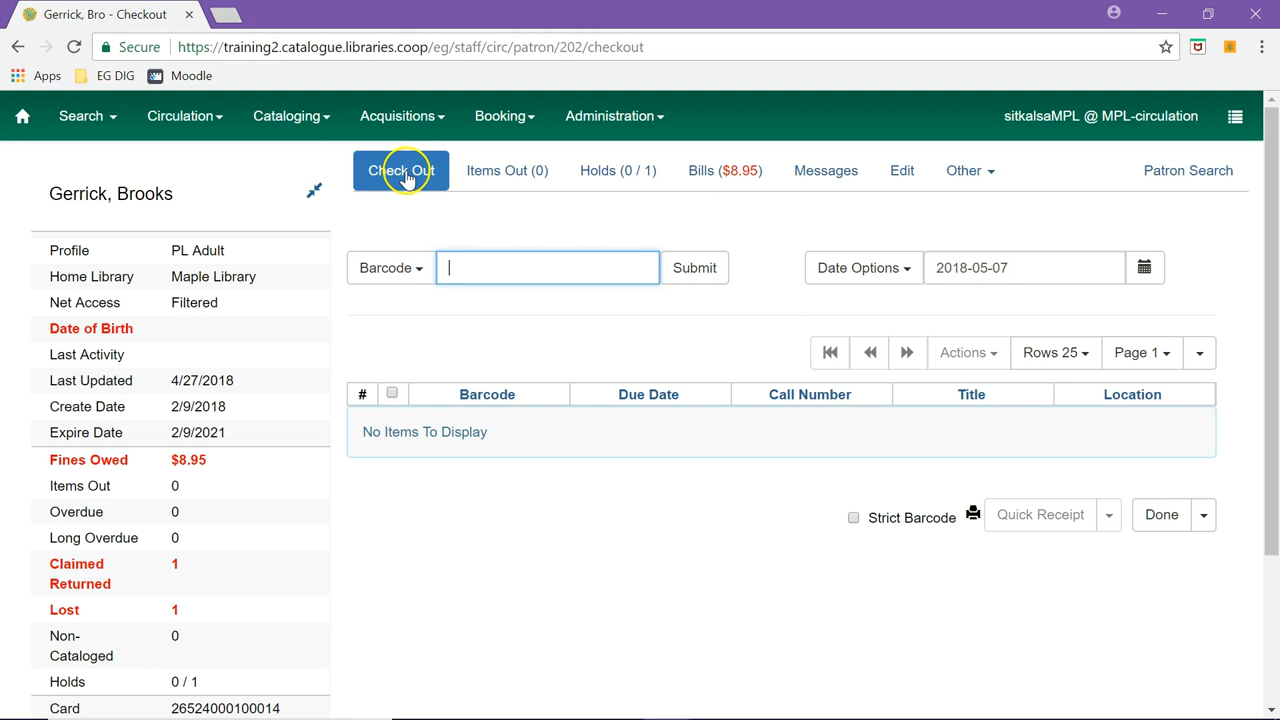 Gerrick, Bro - Checkout
Secure https://training2.catalogue.libraries.coop/eg/staff/circ/patron/202/checkout
Apps EG DIG Moodle
Search Circulation Cataloging Acquisitions Booking Administration sitkalsaMPL @ MPL-circulation
Check Out Items Out (0) Holds (0 / 1) Bills ($8.95) Messages Edit Other Patron Search
Gerrick, Brooks
Profile PL Adult
Home Library Maple Library
Net Access Filtered
Date of Birth
Last Activity
Last Updated 4/27/2018
Create Date 2/9/2018
Expire Date 2/9/2021
Fines Owed $8.95
Items Out 0
Overdue 0
Long Overdue 0
Claimed Returned 1
Lost 1
Non-Cataloged 0
Holds 0 / 1
Card 26524000100014
Barcode Submit Date Options 2018-05-07
Actions Rows 25 Page 1
# Barcode Due Date Call Number Title Location
No Items To Display
Strict Barcode Quick Receipt Done